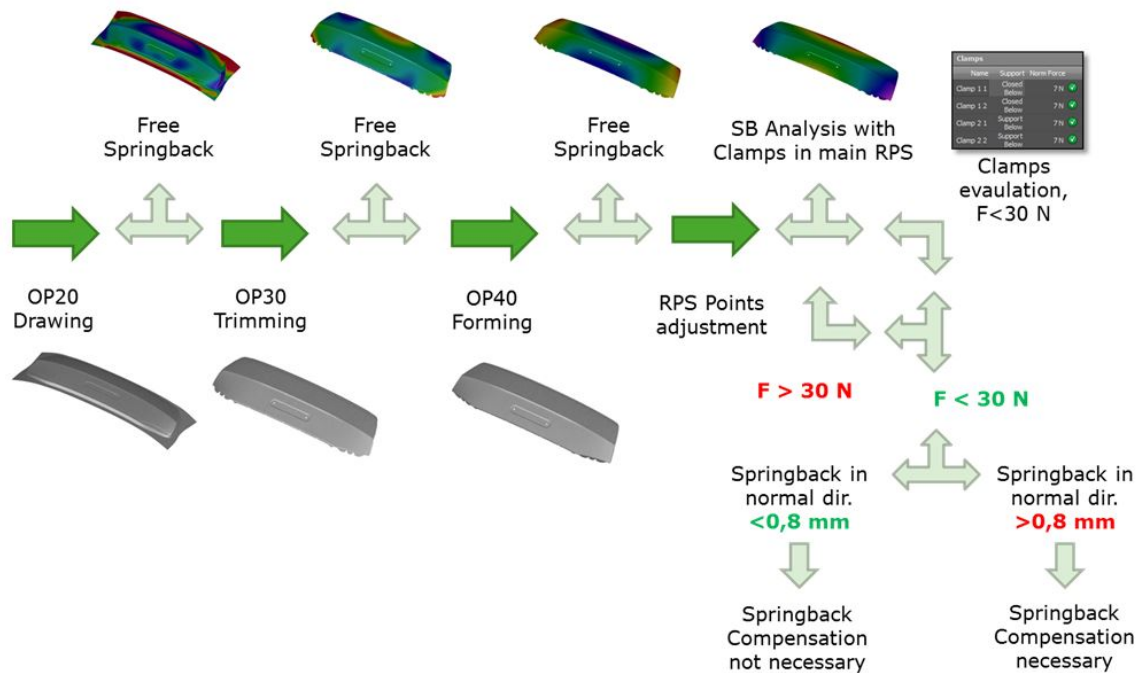 Free
Springback
Free
Springback
Free
Springback
SB Analysis with
Clamps in main RPS
Clamps
Name Support Norm Force
Clamp 1 1 Closed Below 7 N
Clamp 1 2 Closed Below 7 N
Clamp 2 1 Support Below 7 N
Clamp 2 2 Support Below 7 N
Clamps
evaulation,
F<30 N
OP20
Drawing
OP30
Trimming
OP40
Forming
RPS Points
adjustment
F > 30 N
F < 30 N
Springback in
normal dir.
<0,8 mm
Springback in
normal dir.
>0,8 mm
Springback
Compensation
not necessary
Springback
Compensation
necessary